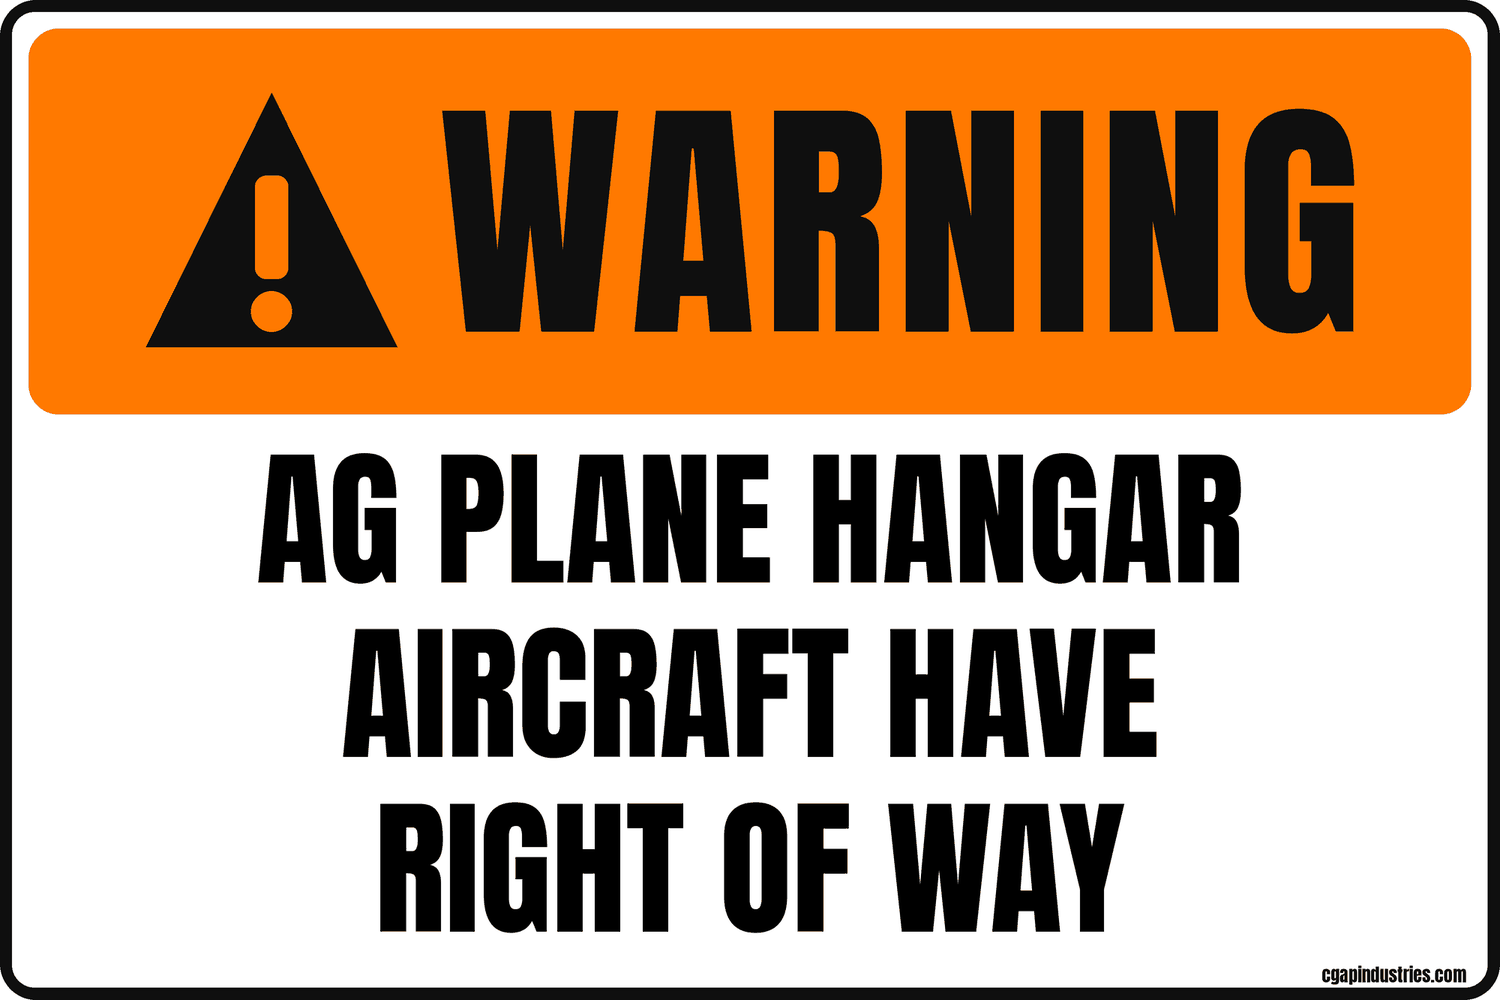 WARNING
AG PLANE HANGAR
AIRCRAFT HAVE
RIGHT OF WAY
cgapindustries.com